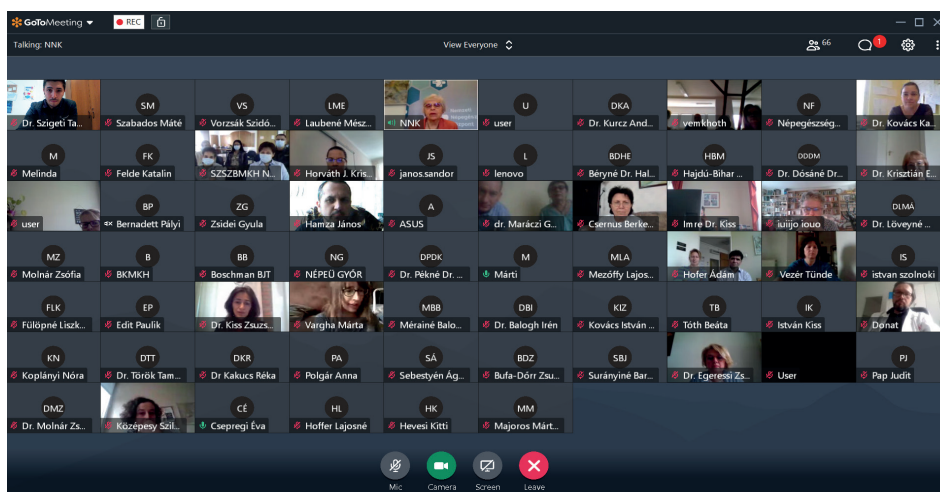 GoToMeeting REC
Talking: NNK View Everyone 66 1
SM VS LME U DKA NF
Dr. Szigeti Ta... Szabados Máté Vorzsák Szidó... Laubené Mész... NNK user Dr. Kurcz And... vemkhoth Népegészség... Dr. Kovács Ka...
M FK JS L BDHE HBM DDDM
Melinda Felde Katalin SZSZBMKH N... Horváth J. Kris... janos.sandor lenovo Béryné Dr. Hal... Hajdú-Bihar ... Dr. Dósáné Dr... Dr. Krisztián E...
BP ZG A DLMÁ
user Bernadett Pályi Zsidei Gyula Hamza János ASUS dr. Maráczi G... Csernus Berke... Imre Dr. Kiss iuiijo iouo Dr. Löveyné ...
MZ B BB NG DPDK M MLA IS
Molnár Zsófia BKMKH Boschman BJT NÉPEÜ GYŐR Dr. Pékné Dr. ... Márti Mezőffy Lajos... Hofer Ádám Vezér Tünde istvan szolnoki
FLK EP MBB DBI KIZ TB IK
Fülöpné Liszk... Edit Paulik Dr. Kiss Zsuzs... Vargha Márta Mérainé Balo... Dr. Balogh Irén Kovács István ... Tóth Beáta István Kiss Donat
KN DTT DKR PA SÁ BDZ SBJ PJ
Koplányi Nóra Dr. Török Tam... Dr Kakucs Réka Polgár Anna Sebestyén Ág... Bufa-Dórr Zsu... Surányiné Bar... Dr. Egeressi Zs... User Pap Judit
DMZ CÉ HL HK MM
Dr. Molnár Zs... Középesy Szil... Csepregi Éva Hoffer Lajosné Hevesi Kitti Majoros Márt...
Mic Camera Screen Leave